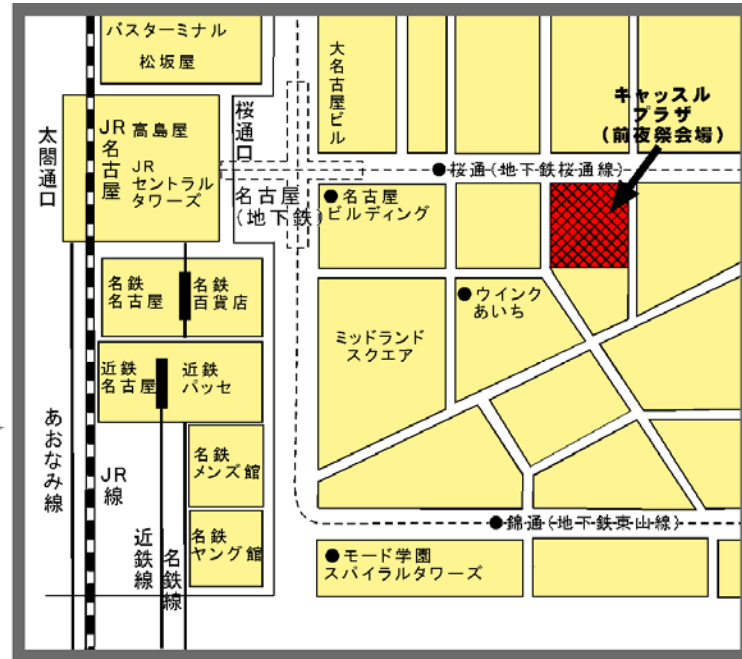 バスターミナル
松坂屋
大名古屋ビル
キャッスル
プラザ
(前夜祭会場)
太閤通口
JR名古屋
高島屋
JR
セントラル
タワーズ
桜通口
●桜通(地下鉄桜通線)
名古屋
(地下鉄)
●名古屋
ビルディング
名鉄
名古屋
名鉄
百貨店
●ウインク
あいち
ミッドランド
スクエア
近鉄
名古屋
近鉄
パッセ
あおなみ線
JR
線
名鉄
メンズ館
近鉄線
名鉄線
名鉄
ヤング館
●錦通(地下鉄東山線)
●モード学園
スパイラルタワーズ